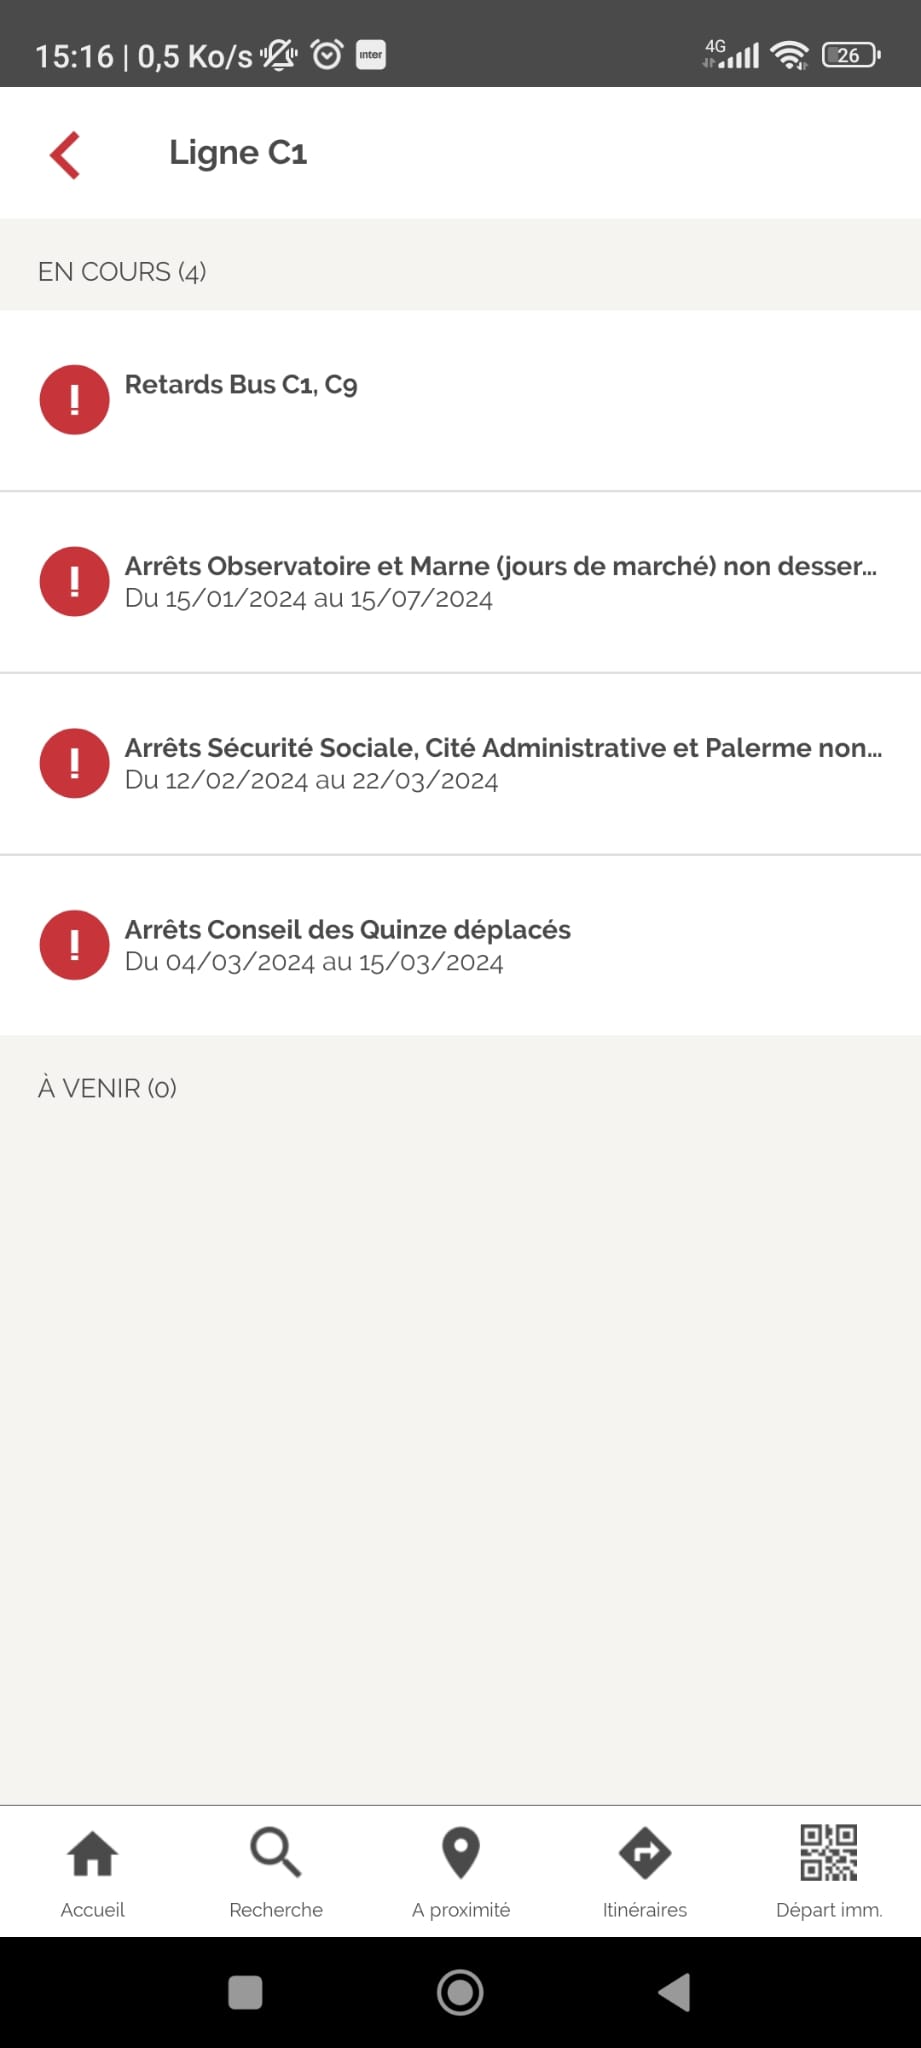 15:16 | 0,5 Ko/s inter 4G 26
Ligne C1
EN COURS (4)
Retards Bus C1, C9
Arrêts Observatoire et Marne (jours de marché) non desser...
Du 15/01/2024 au 15/07/2024
Arrêts Sécurité Sociale, Cité Administrative et Palerme non...
Du 12/02/2024 au 22/03/2024
Arrêts Conseil des Quinze déplacés
Du 04/03/2024 au 15/03/2024
À VENIR (0)
Accueil Recherche A proximité Itinéraires Départ imm.